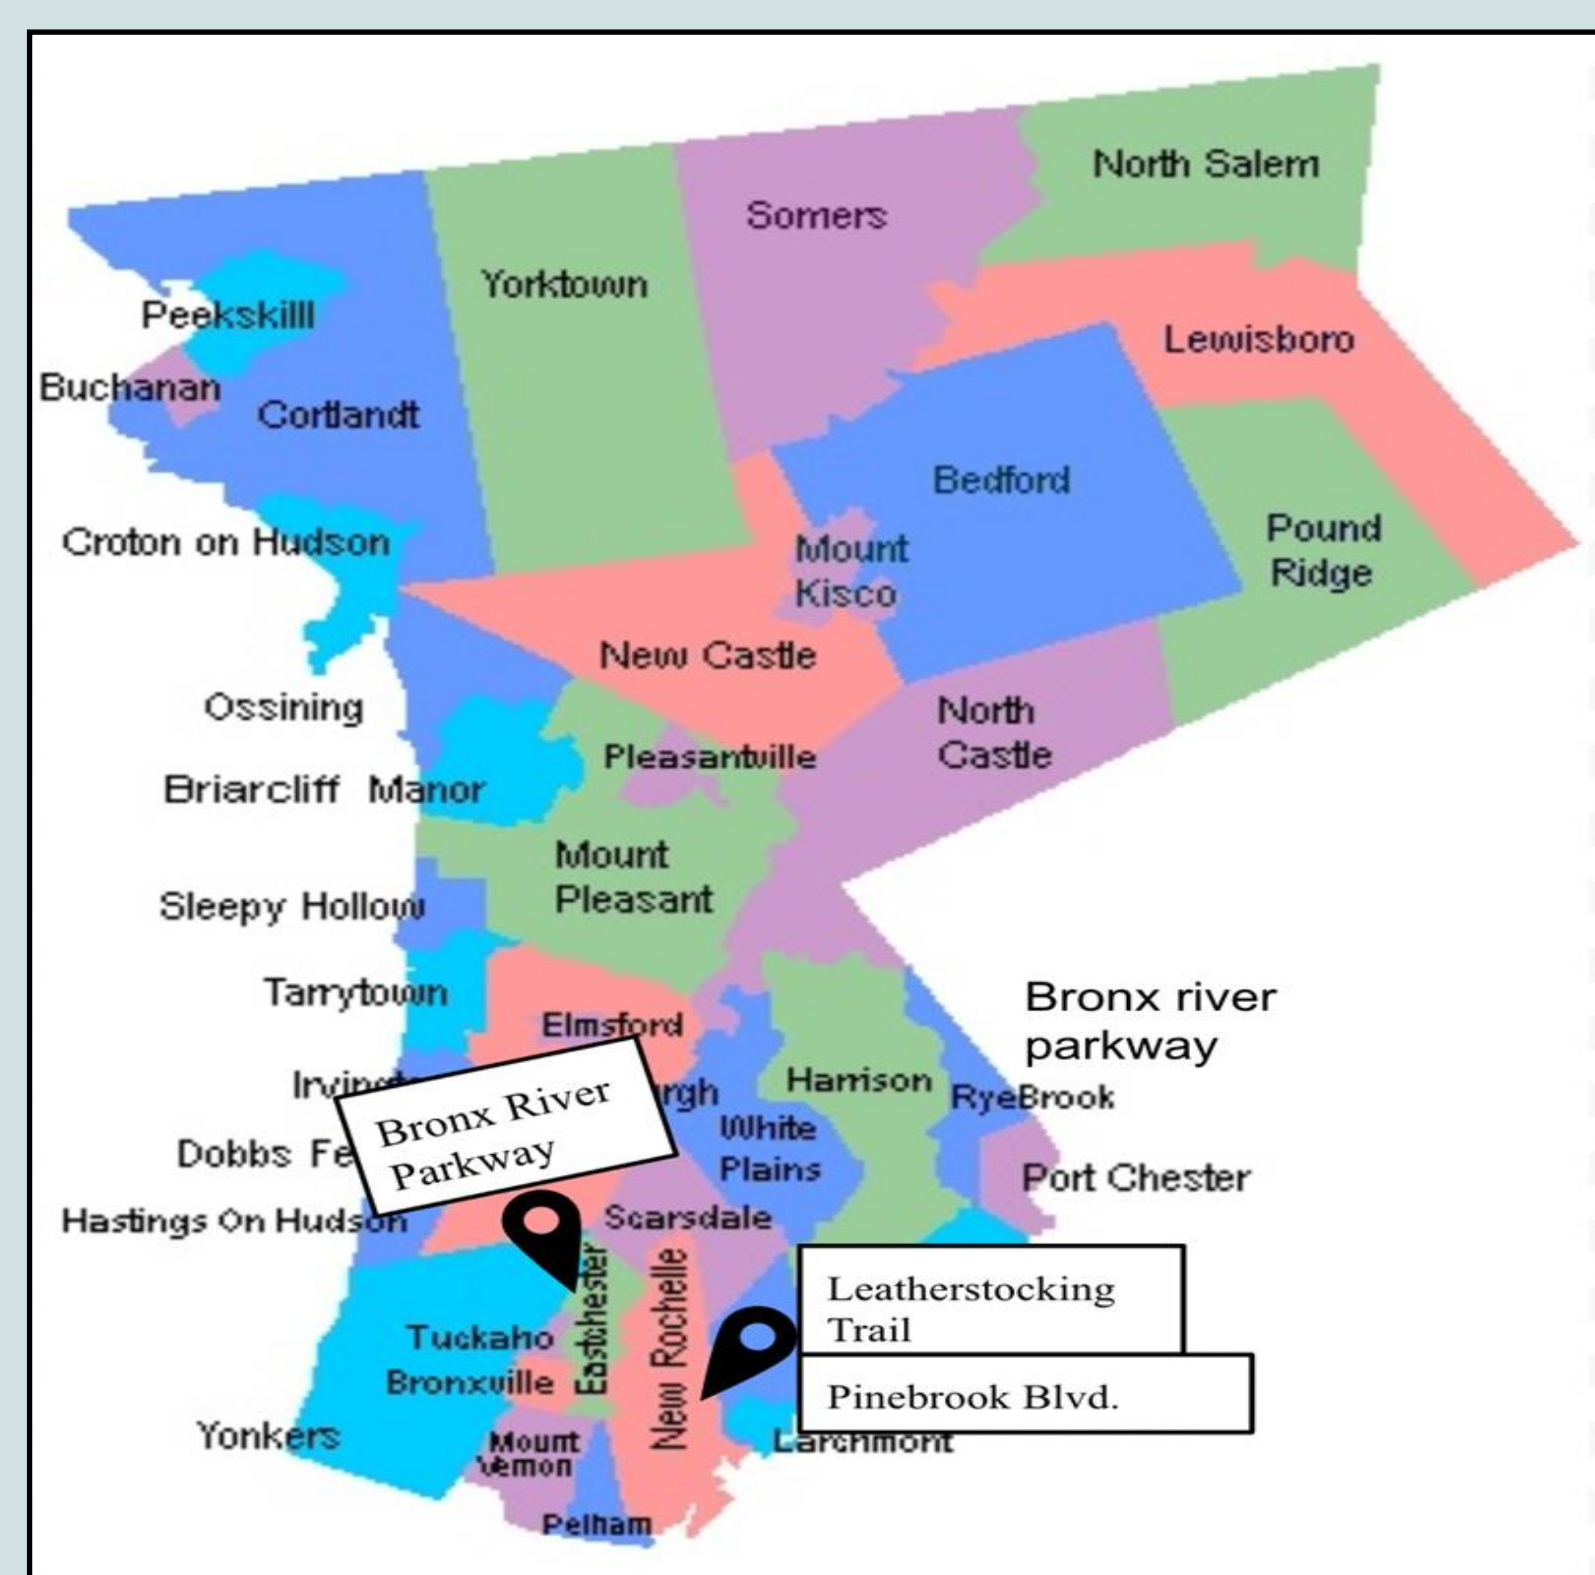 North Salem
Somers
Yorktown
Peekskilll
Lewisboro
Buchanan
Cortlandt
Bedford
Croton on Hudson
Pound
Ridge
Mount
Kisco
New Castle
Ossining
North
Castle
Pleasantville
Briarcliff Manor
Mount
Pleasant
Sleepy Hollow
Tarrytown
Bronx river
parkway
Elmsford
Harrison
RyeBrook
Bronx River
Parkway
White
Plains
Port Chester
Hastings On Hudson
Scarsdale
Eastchester
New Rochelle
Leatherstocking
Trail
Pinebrook Blvd.
Tuckaho
Bronxville
Yonkers
Mount
Vernon
Larchmont
Pelham